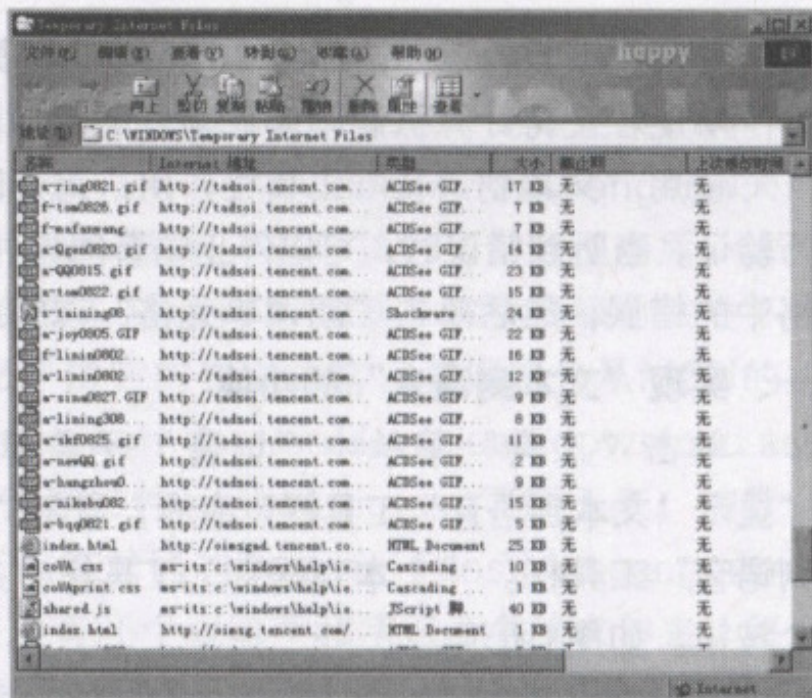 Temporary Internet Files
文件(F) 编辑(E) 查看(V) 转到(G) 收藏(A) 帮助(H)
向上 剪切 复制 粘贴 撤销 删除 属性 查看
地址(D) C:\WINDOWS\Temporary Internet Files
名称 Internet 地址 类型 大小 截止期 上次修改时间
w-ring0821.gif http://tadsoi.tencent.com... ACDSee GIF... 17 KB 无 无
f-tom0826.gif http://tadsoi.tencent.com... ACDSee GIF... 7 KB 无 无
f-mafanwang... http://tadsoi.tencent.com... ACDSee GIF... 7 KB 无 无
w-Qgen0820.gif http://tadsoi.tencent.com... ACDSee GIF... 14 KB 无 无
w-QQ0815.gif http://tadsoi.tencent.com... ACDSee GIF... 23 KB 无 无
w-tom0822.gif http://tadsoi.tencent.com... ACDSee GIF... 15 KB 无 无
http://tadsoi.tencent.com... Shockwave 24 KB 无 无
w-joy0805.GIF http://tadsoi.tencent.com... ACDSee GIF... 22 KB 无 无
f-linin0802... http://tadsoi.tencent.com... ACDSee GIF... 16 KB 无 无
w-linin0802... http://tadsoi.tencent.com... ACDSee GIF... 12 KB 无 无
w-sina0827.GIF http://tadsoi.tencent.com... ACDSee GIF... 9 KB 无 无
w-lining308... http://tadsoi.tencent.com... ACDSee GIF... 8 KB 无 无
w-skf0825.gif http://tadsoi.tencent.com... ACDSee GIF... 11 KB 无 无
w-newQQ.gif http://tadsoi.tencent.com... ACDSee GIF... 2 KB 无 无
w-hangzhou0... http://tadsoi.tencent.com... ACDSee GIF... 9 KB 无 无
http://tadsoi.tencent.com... ACDSee GIF... 3 KB 无 无
w-hqq0821.gif http://tadsoi.tencent.com... ACDSee GIF... 5 KB 无 无
index.html HTML Document 25 KB 无 无
coUA.css ms-its:c:\windows\help\ie... Cascading 10 KB 无 无
coUAprint.css ms-its:c:\windows\help\ie... Cascading 1 KB 无 无
shared.js ms-its:c:\windows\help\ie... JScript 脚... 40 KB 无 无
index.html http://oimsg.tencent.com/... HTML Document 1 KB 无 无
Internet